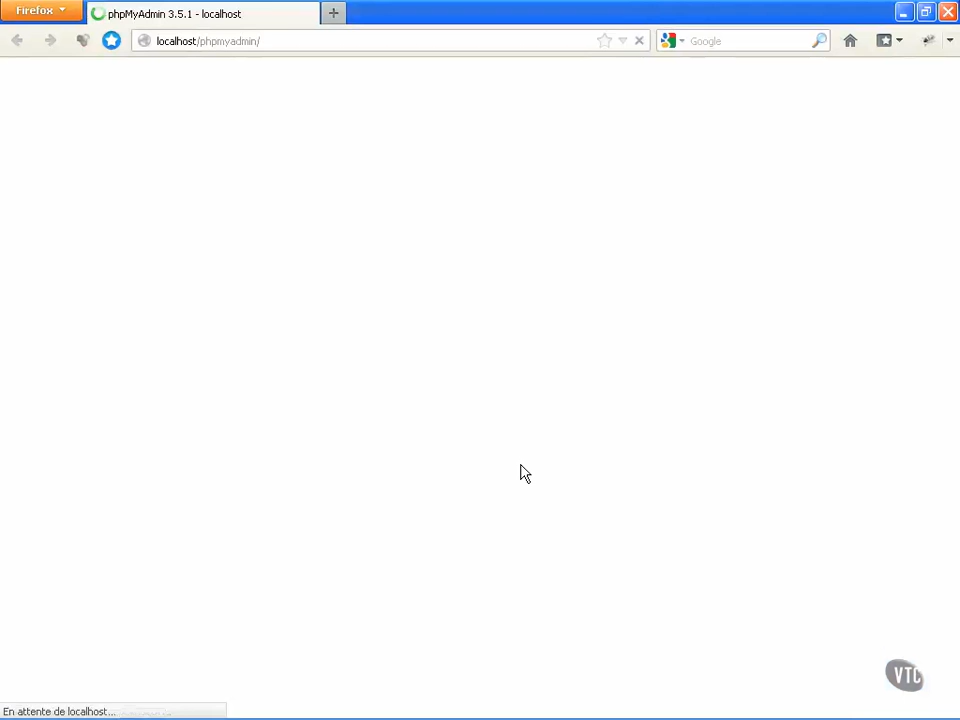 Firefox
phpMyAdmin 3.5.1 - localhost
localhost/phpmyadmin/
Google
VTC
En attente de localhost...